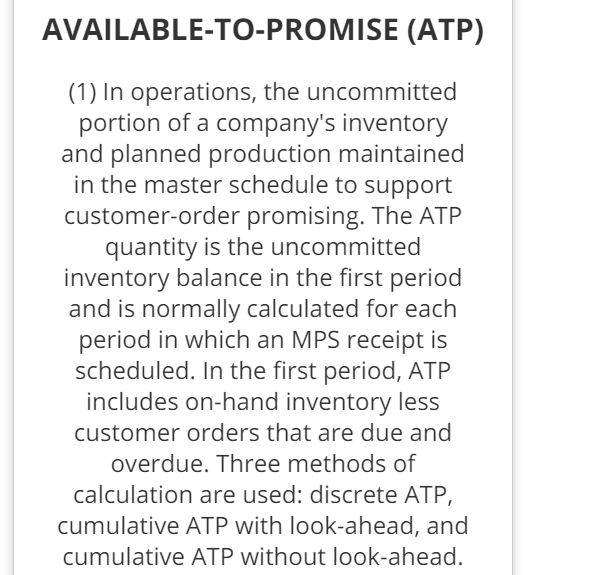 AVAILABLE-TO-PROMISE (ATP)
(1) In operations, the uncommitted
portion of a company's inventory
and planned production maintained
in the master schedule to support
customer-order promising. The ATP
quantity is the uncommitted
inventory balance in the first period
and is normally calculated for each
period in which an MPS receipt is
scheduled. In the first period, ATP
includes on-hand inventory less
customer orders that are due and
overdue. Three methods of
calculation are used: discrete ATP,
cumulative ATP with look-ahead, and
cumulative ATP without look-ahead.